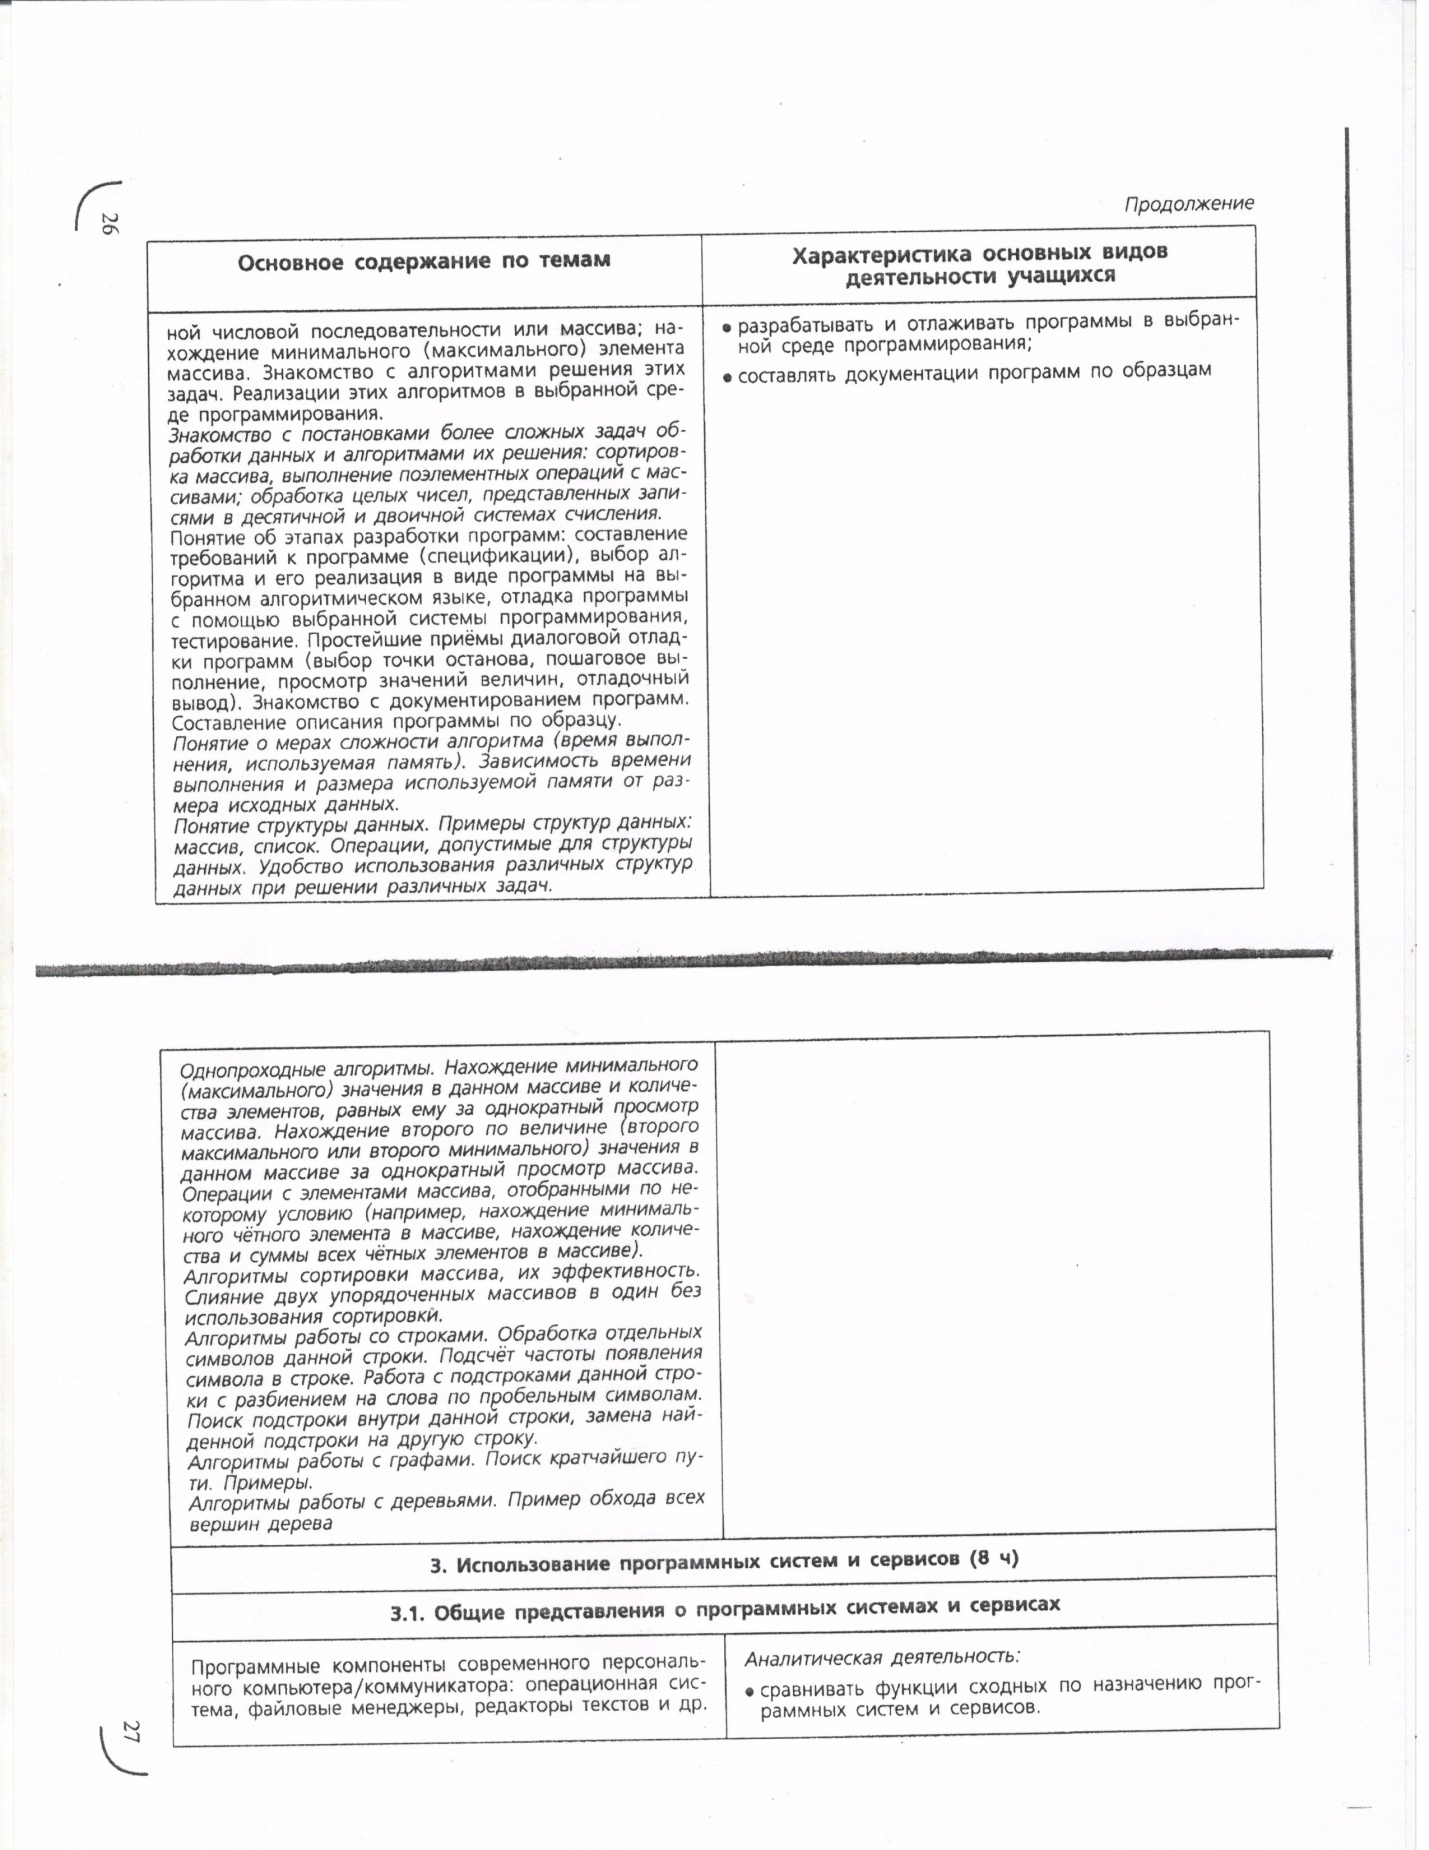 26
Продолжение
Основное содержание по темам
Характеристика основных видов
деятельности учащихся
ной числовой последовательности или массива; на-
хождение минимального (максимального) элемента
массива. Знакомство с алгоритмами решения этих
задач. Реализации этих алгоритмов в выбранной сре-
де программирования.
Знакомство с постановками более сложных задач об-
работки данных и алгоритмами их решения: сортиров-
ка массива, выполнение поэлементных операций с мас-
сивами; обработка целых чисел, представленных запи-
сями в десятичной и двоичной системах счисления.
Понятие об этапах разработки программ: составление
требований к программе (спецификации), выбор ал-
горитма и его реализация в виде программы на вы-
бранном алгоритмическом языке, отладка программы
с помощью выбранной системы программирования,
тестирование. Простейшие приёмы диалоговой отлад-
ки программ (выбор точки останова, пошаговое вы-
полнение, просмотр значений величин, отладочный
вывод). Знакомство с документированием программ.
Составление описания программы по образцу.
Понятие о мерах сложности алгоритма (время выпол-
нения, используемая память). Зависимость времени
выполнения и размера используемой памяти от раз-
мера исходных данных.
Понятие структуры данных. Примеры структур данных:
массив, список. Операции, допустимые для структуры
данных. Удобство использования различных структур
данных при решении различных задач.
• разрабатывать и отлаживать программы в выбран-
ной среде программирования;
• составлять документации программ по образцам
Однопроходные алгоритмы. Нахождение минимального
(максимального) значения в данном массиве и количе-
ства элементов, равных ему за однократный просмотр
массива. Нахождение второго по величине (второго
максимального или второго минимального) значения в
данном массиве за однократный просмотр массива.
Операции с элементами массива, отобранными по не-
которому условию (например, нахождение минималь-
ного чётного элемента в массиве, нахождение количе-
ства и суммы всех чётных элементов в массиве).
Алгоритмы сортировки массива, их эффективность.
Слияние двух упорядоченных массивов в один без
использования сортировки.
Алгоритмы работы со строками. Обработка отдельных
символов данной строки. Подсчёт частоты появления
символа в строке. Работа с подстроками данной стро-
ки с разбиением на слова по пробельным символам.
Поиск подстроки внутри данной строки, замена най-
денной подстроки на другую строку.
Алгоритмы работы с графами. Поиск кратчайшего пу-
ти. Примеры.
Алгоритмы работы с деревьями. Пример обхода всех
вершин дерева
3. Использование программных систем и сервисов (8 ч)
3.1. Общие представления о программных системах и сервисах
Программные компоненты современного персональ-
ного компьютера/коммуникатора: операционная сис-
тема, файловые менеджеры, редакторы текстов и др.
Аналитическая деятельность:
• сравнивать функции сходных по назначению прог-
раммных систем и сервисов.
27